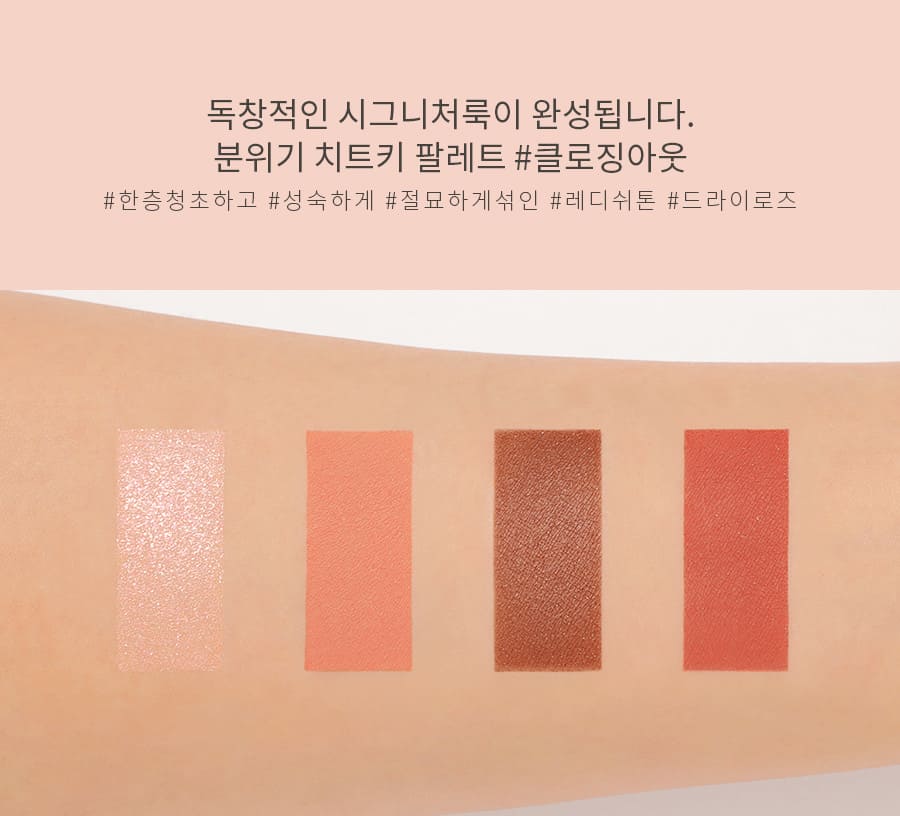 독창적인 시그니처룩이 완성됩니다.
분위기 치트키 팔레트 #클로징아웃
#한층청초하고 #성숙하게 #절묘하게섞인 #레디쉬톤 #드라이로즈